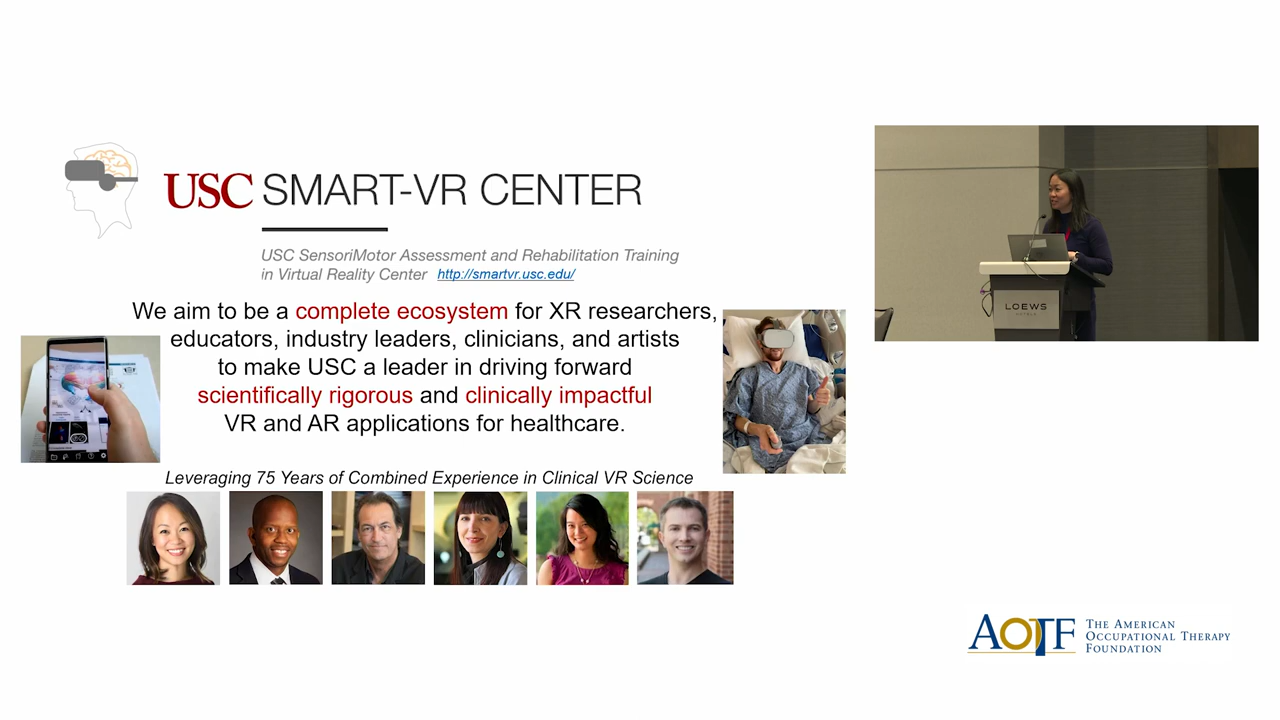 USC SMART-VR CENTER
USC SensoriMotor Assessment and Rehabilitation Training
in Virtual Reality Center http://smartvr.usc.edu/
We aim to be a complete ecosystem for XR researchers,
educators, industry leaders, clinicians, and artists
to make USC a leader in driving forward
scientifically rigorous and clinically impactful
VR and AR applications for healthcare.
Leveraging 75 Years of Combined Experience in Clinical VR Science
LOEWS
HOTELS
AOTF THE AMERICAN
OCCUPATIONAL THERAPY
FOUNDATION